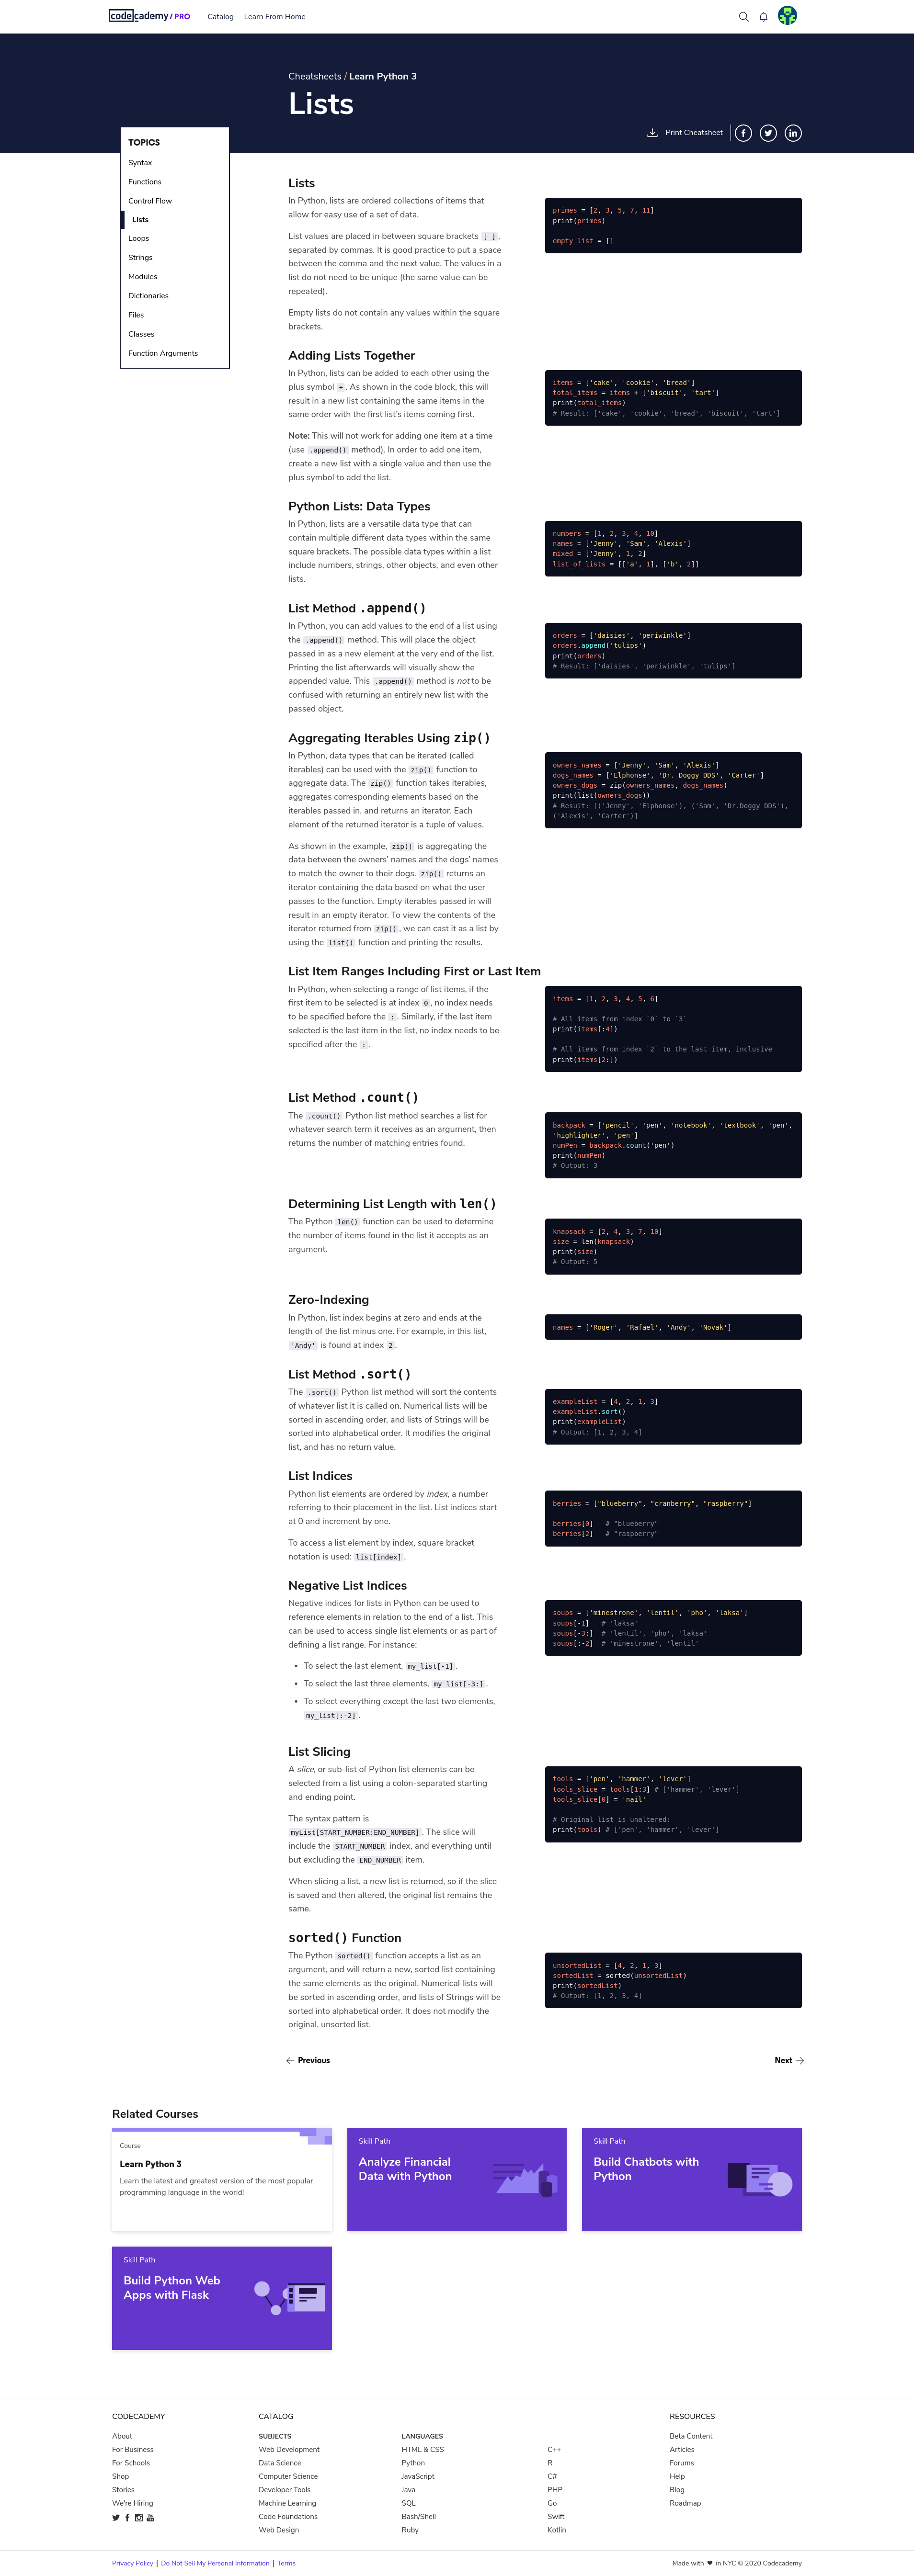 codecademy / PRO
Catalog
Learn From Home
Cheatsheets / Learn Python 3
Lists
Print Cheatsheet
TOPICS
Syntax
Functions
Control Flow
Lists
Loops
Strings
Modules
Dictionaries
Files
Classes
Function Arguments
Lists
In Python, lists are ordered collections of items that
allow for easy use of a set of data.
List values are placed in between square brackets [ ],
separated by commas. It is good practice to put a space
between the comma and the next value. The values in a
list do not need to be unique (the same value can be
repeated).
Empty lists do not contain any values within the square
brackets.
primes = [2, 3, 5, 7, 11]
print(primes)
empty_list = []
Adding Lists Together
In Python, lists can be added to each other using the
plus symbol +. As shown in the code block, this will
result in a new list containing the same items in the
same order with the first list's items coming first.
Note: This will not work for adding one item at a time
(use .append() method). In order to add one item,
create a new list with a single value and then use the
plus symbol to add the list.
items = ['cake', 'cookie', 'bread']
total_items = items + ['biscuit', 'tart']
print(total_items)
# Result: ['cake', 'cookie', 'bread', 'biscuit', 'tart']
Python Lists: Data Types
In Python, lists are a versatile data type that can
contain multiple different data types within the same
square brackets. The possible data types within a list
include numbers, strings, other objects, and even other
lists.
numbers = [1, 2, 3, 4, 10]
names = ['Jenny', 'Sam', 'Alexis']
mixed = ['Jenny', 1, 2]
list_of_lists = [['a', 1], ['b', 2]]
List Method .append()
In Python, you can add values to the end of a list using
the .append() method. This will place the object
passed in as a new element at the very end of the list.
Printing the list afterwards will visually show the
appended value. This .append() method is not to be
confused with returning an entirely new list with the
passed object.
orders = ['daisies', 'periwinkle']
orders.append('tulips')
print(orders)
# Result: ['daisies', 'periwinkle', 'tulips']
Aggregating Iterables Using zip()
In Python, data types that can be iterated (called
iterables) can be used with the zip() function to
aggregate data. The zip() function takes iterables,
aggregates corresponding elements based on the
iterables passed in, and returns an iterator. Each
element of the returned iterator is a tuple of values.
As shown in the example, zip() is aggregating the
data between the owners' names and the dogs' names
to match the owner to their dogs. zip() returns an
iterator containing the data based on what the user
passes to the function. Empty iterables passed in will
result in an empty iterator. To view the contents of the
iterator returned from zip(), we can cast it as a list by
using the list() function and printing the results.
owners_names = ['Jenny', 'Sam', 'Alexis']
dogs_names = ['Elphonse', 'Dr. Doggy DDS', 'Carter']
owners_dogs = zip(owners_names, dogs_names)
print(list(owners_dogs))
# Result: [('Jenny', 'Elphonse'), ('Sam', 'Dr.Doggy DDS'),
('Alexis', 'Carter')]
List Item Ranges Including First or Last Item
In Python, when selecting a range of list items, if the
first item to be selected is at index 0, no index needs
to be specified before the :. Similarly, if the last item
selected is the last item in the list, no index needs to be
specified after the :.
items = [1, 2, 3, 4, 5, 6]
# All items from index `0` to `3`
print(items[:4])
# All items from index `2` to the last item, inclusive
print(items[2:])
List Method .count()
The .count() Python list method searches a list for
whatever search term it receives as an argument, then
returns the number of matching entries found.
backpack = ['pencil', 'pen', 'notebook', 'textbook', 'pen',
'highlighter', 'pen']
numPen = backpack.count('pen')
print(numPen)
# Output: 3
Determining List Length with len()
The Python len() function can be used to determine
the number of items found in the list it accepts as an
argument.
knapsack = [2, 4, 3, 7, 10]
size = len(knapsack)
print(size)
# Output: 5
Zero-Indexing
In Python, list index begins at zero and ends at the
length of the list minus one. For example, in this list,
'Andy' is found at index 2.
names = ['Roger', 'Rafael', 'Andy', 'Novak']
List Method .sort()
The .sort() Python list method will sort the contents
of whatever list it is called on. Numerical lists will be
sorted in ascending order, and lists of Strings will be
sorted into alphabetical order. It modifies the original
list, and has no return value.
exampleList = [4, 2, 1, 3]
exampleList.sort()
print(exampleList)
# Output: [1, 2, 3, 4]
List Indices
Python list elements are ordered by index, a number
referring to their placement in the list. List indices start
at 0 and increment by one.
To access a list element by index, square bracket
notation is used: list[index].
berries = ["blueberry", "cranberry", "raspberry"]
berries[0]   # "blueberry"
berries[2]   # "raspberry"
Negative List Indices
Negative indices for lists in Python can be used to
reference elements in relation to the end of a list. This
can be used to access single list elements or as part of
defining a list range. For instance:
• To select the last element, my_list[-1].
• To select the last three elements, my_list[-3:].
• To select everything except the last two elements,
my_list[:-2].
soups = ['minestrone', 'lentil', 'pho', 'laksa']
soups[-1]   # 'laksa'
soups[-3:]  # 'lentil', 'pho', 'laksa'
soups[:-2]  # 'minestrone', 'lentil'
List Slicing
A slice, or sub-list of Python list elements can be
selected from a list using a colon-separated starting
and ending point.
The syntax pattern is
myList[START_NUMBER:END_NUMBER]. The slice will
include the START_NUMBER index, and everything until
but excluding the END_NUMBER item.
When slicing a list, a new list is returned, so if the slice
is saved and then altered, the original list remains the
same.
tools = ['pen', 'hammer', 'lever']
tools_slice = tools[1:3] # ['hammer', 'lever']
tools_slice[0] = 'nail'
# Original list is unaltered:
print(tools) # ['pen', 'hammer', 'lever']
sorted() Function
The Python sorted() function accepts a list as an
argument, and will return a new, sorted list containing
the same elements as the original. Numerical lists will
be sorted in ascending order, and lists of Strings will be
sorted into alphabetical order. It does not modify the
original, unsorted list.
unsortedList = [4, 2, 1, 3]
sortedList = sorted(unsortedList)
print(sortedList)
# Output: [1, 2, 3, 4]
Previous
Next
Related Courses
Course
Learn Python 3
Learn the latest and greatest version of the most popular
programming language in the world!
Skill Path
Analyze Financial
Data with Python
Skill Path
Build Chatbots with
Python
Skill Path
Build Python Web
Apps with Flask
CODECADEMY
About
For Business
For Schools
Shop
Stories
We're Hiring
CATALOG
SUBJECTS
Web Development
Data Science
Computer Science
Developer Tools
Machine Learning
Code Foundations
Web Design
LANGUAGES
HTML & CSS
Python
JavaScript
Java
SQL
Bash/Shell
Ruby
C++
R
C#
PHP
Go
Swift
Kotlin
RESOURCES
Beta Content
Articles
Forums
Help
Blog
Roadmap
Privacy Policy | Do Not Sell My Personal Information | Terms
Made with ❤ in NYC © 2020 Codecademy